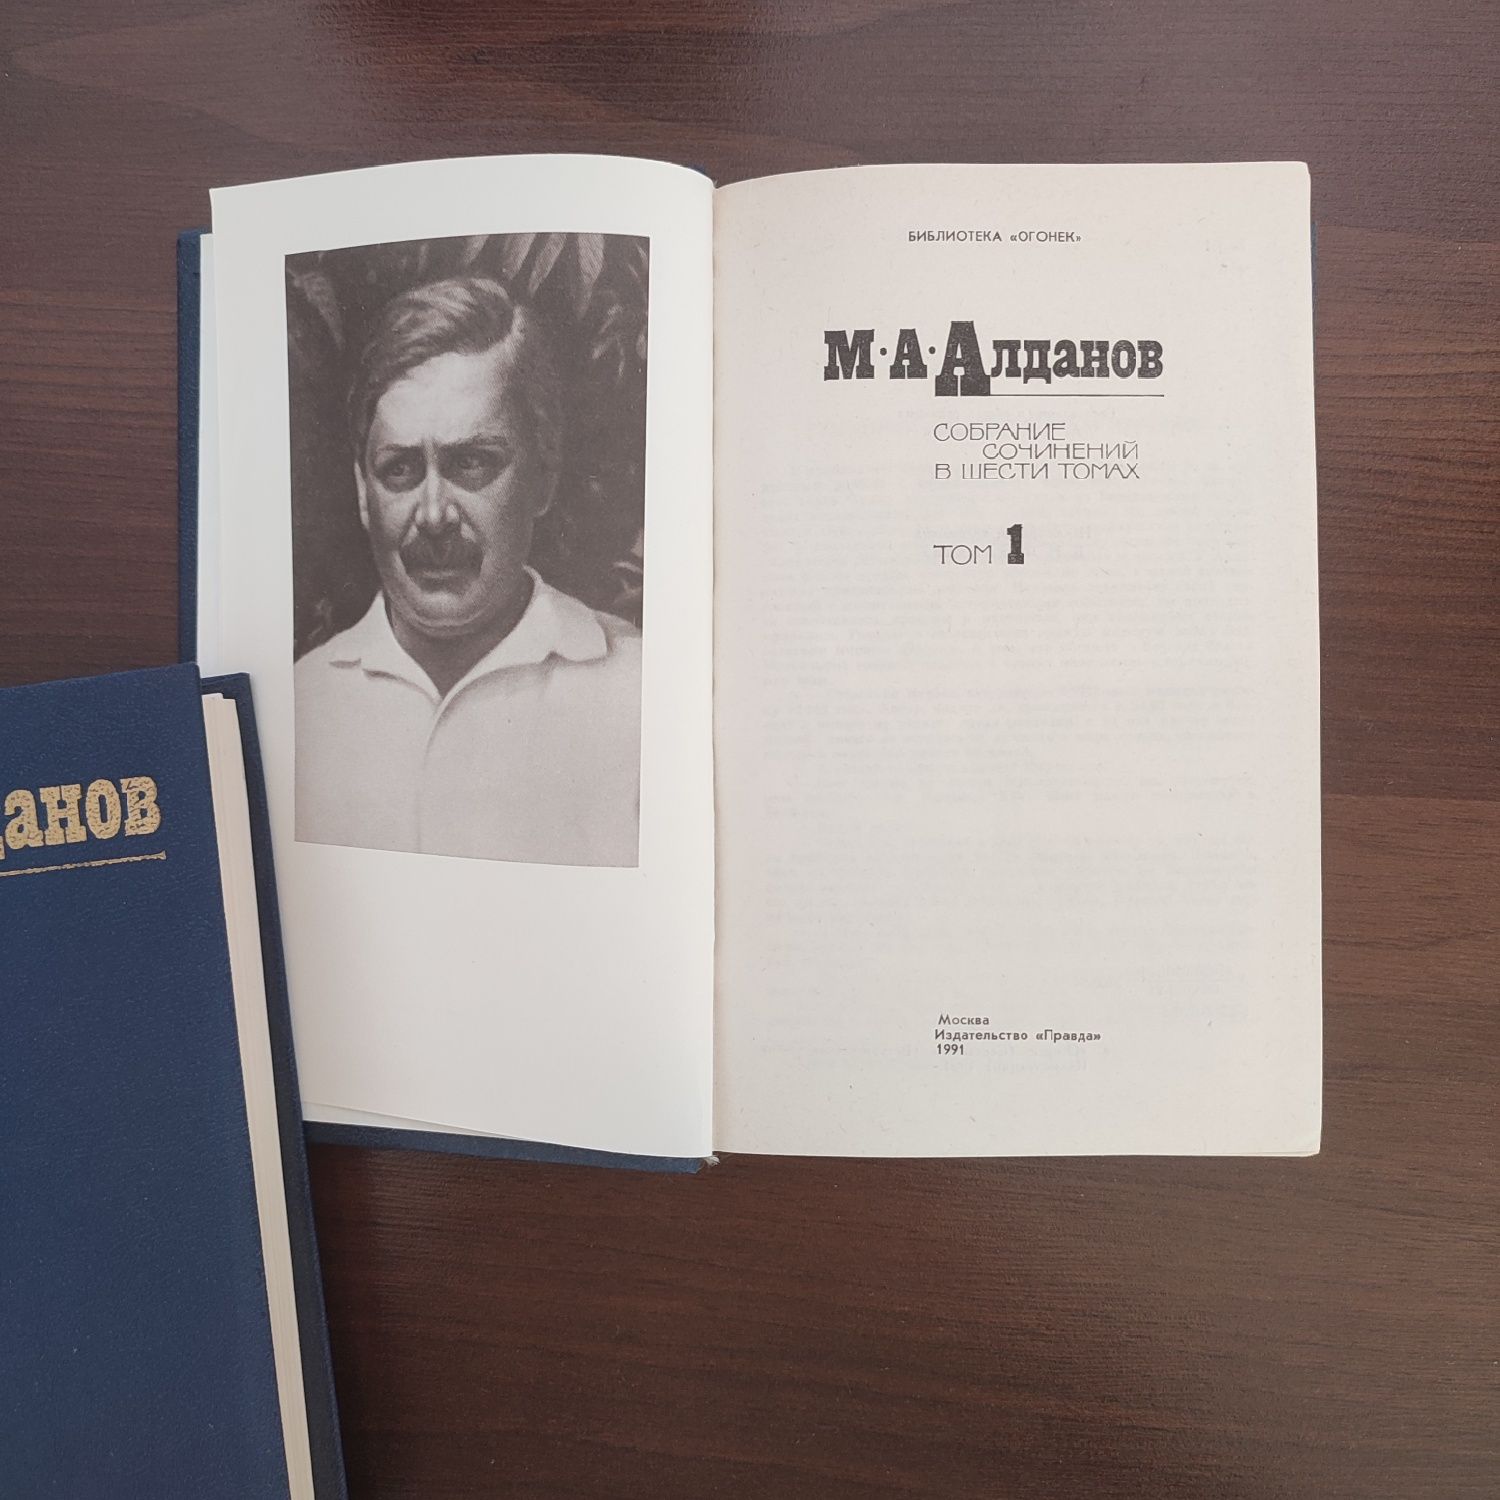 БИБЛИОТЕКА «ОГОНЕК»
М·А·АЛДАНОВ
СОБРАНИЕ
СОЧИНЕНИЙ
В ШЕСТИ ТОМАХ
ТОМ 1
Москва
Издательство «Правда»
1991
данов